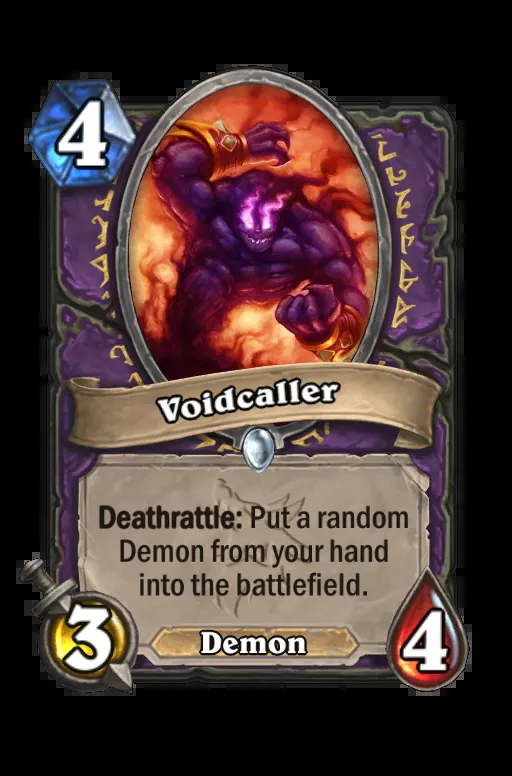 4
Voidcaller
Deathrattle: Put a random
Demon from your hand
into the battlefield.
3
Demon
4